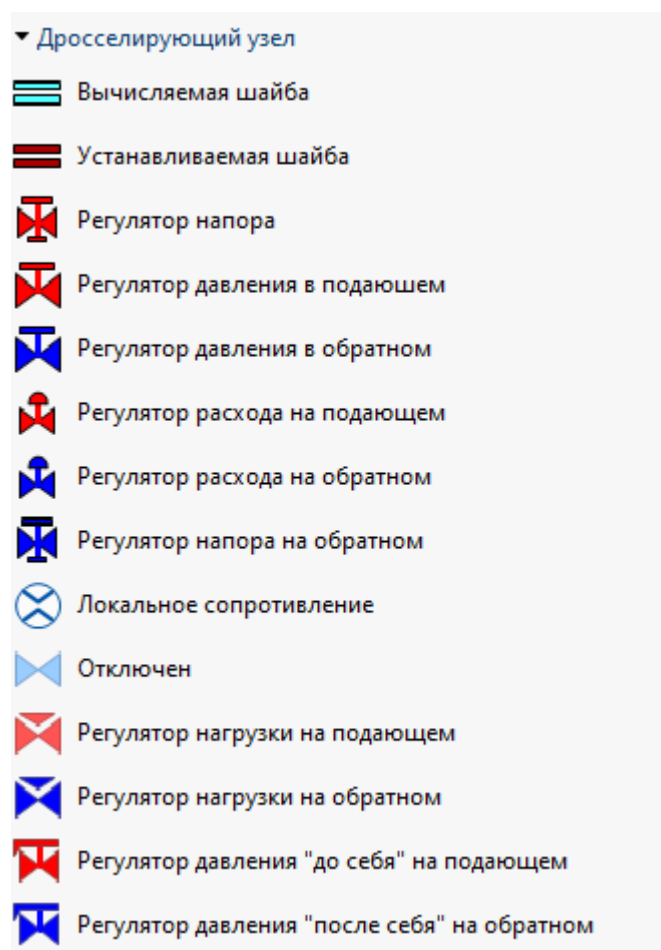 Дросселирующий узел
Вычисляемая шайба
Устанавливаемая шайба
Регулятор напора
Регулятор давления в подаюшем
Регулятор давления в обратном
Регулятор расхода на подающем
Регулятор расхода на обратном
Регулятор напора на обратном
Локальное сопротивление
Отключен
Регулятор нагрузки на подающем
Регулятор нагрузки на обратном
Регулятор давления "до себя" на подающем
Регулятор давления "после себя" на обратном